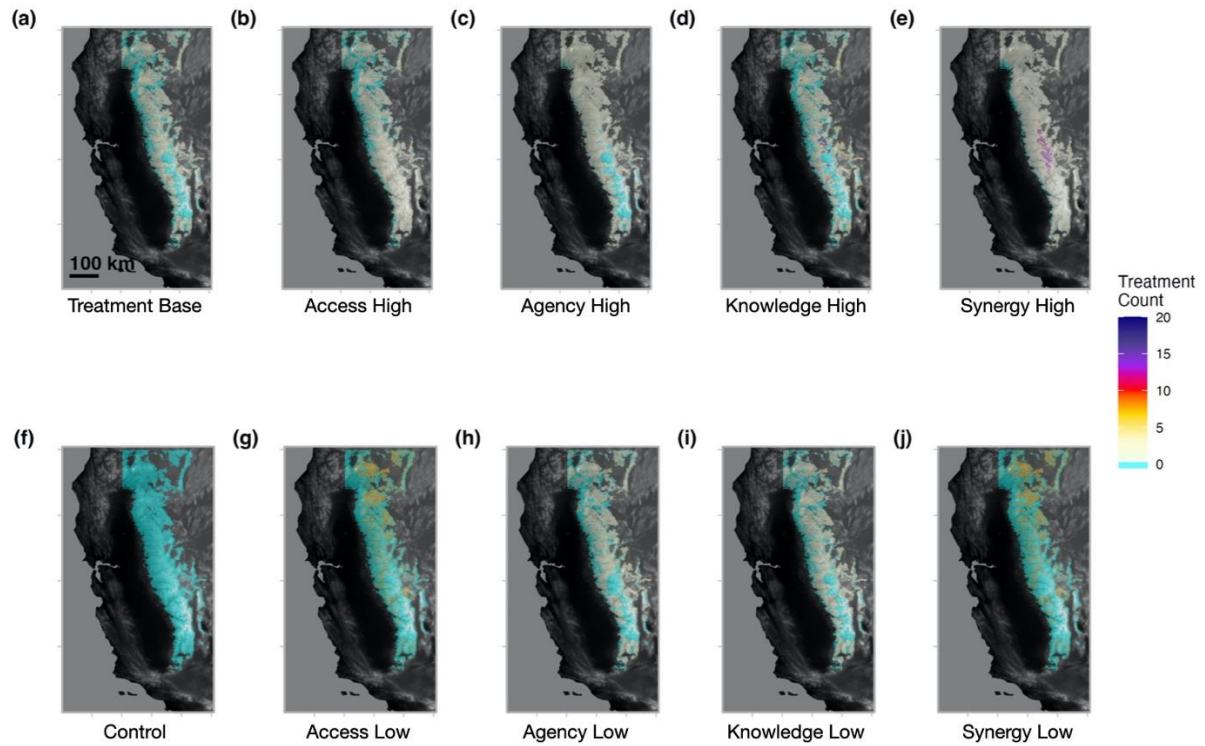 (a)
(b)
(c)
(d)
(e)
100 km
Treatment Base
Access High
Agency High
Knowledge High
Synergy High
Treatment
Count
20
15
10
5
0
(f)
(g)
(h)
(i)
(j)
Control
Access Low
Agency Low
Knowledge Low
Synergy Low